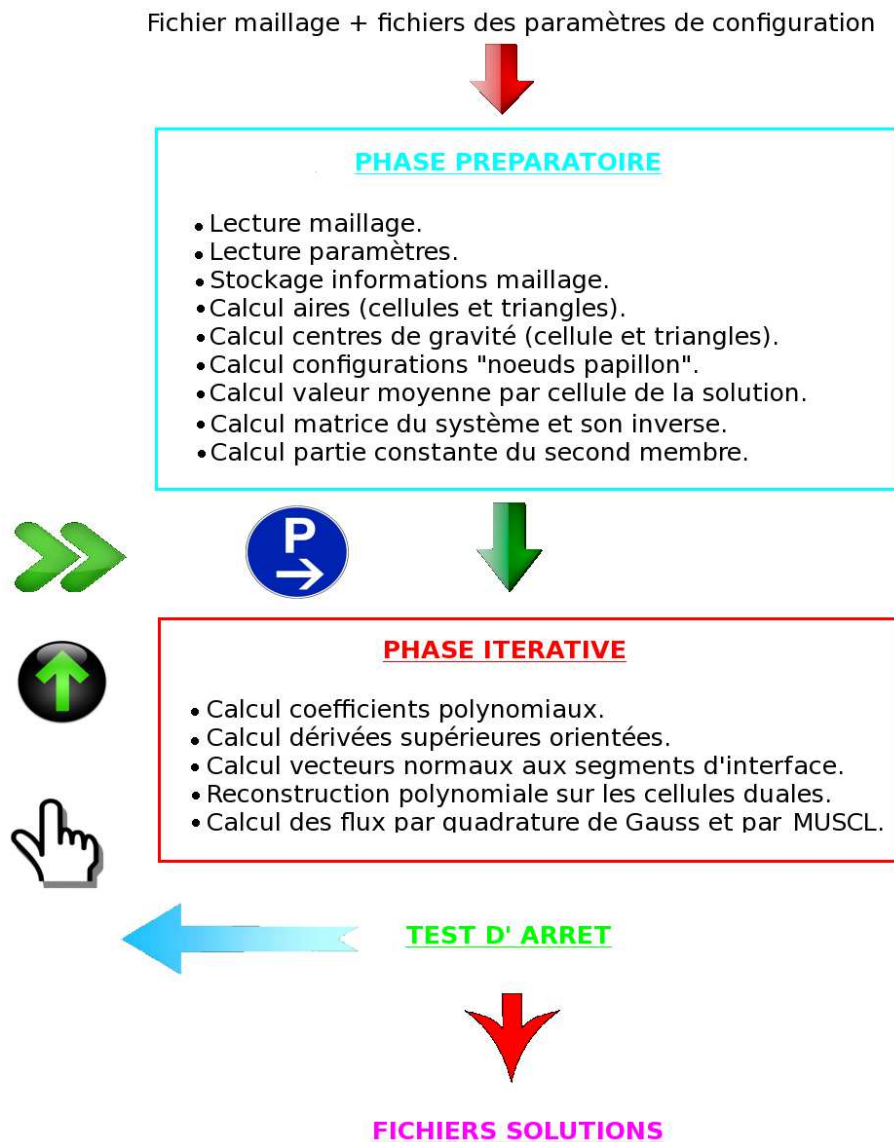 Fichier maillage + fichiers des paramètres de configuration
PHASE PREPARATOIRE
•Lecture maillage.
•Lecture paramètres.
•Stockage informations maillage.
•Calcul aires (cellules et triangles).
•Calcul centres de gravité (cellule et triangles).
•Calcul configurations "noeuds papillon".
•Calcul valeur moyenne par cellule de la solution.
•Calcul matrice du système et son inverse.
•Calcul partie constante du second membre.
P
PHASE ITERATIVE
•Calcul coefficients polynomiaux.
•Calcul dérivées supérieures orientées.
•Calcul vecteurs normaux aux segments d'interface.
•Reconstruction polynomiale sur les cellules duales.
•Calcul des flux par quadrature de Gauss et par MUSCL.
TEST D' ARRET
FICHIERS SOLUTIONS